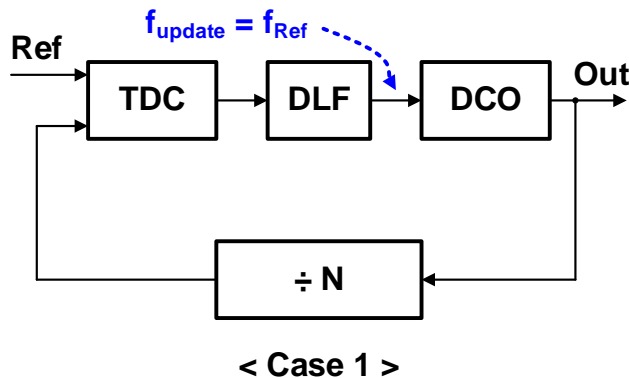 f_update = f_Ref
Ref
Out
TDC
DLF
DCO
÷ N
< Case 1 >